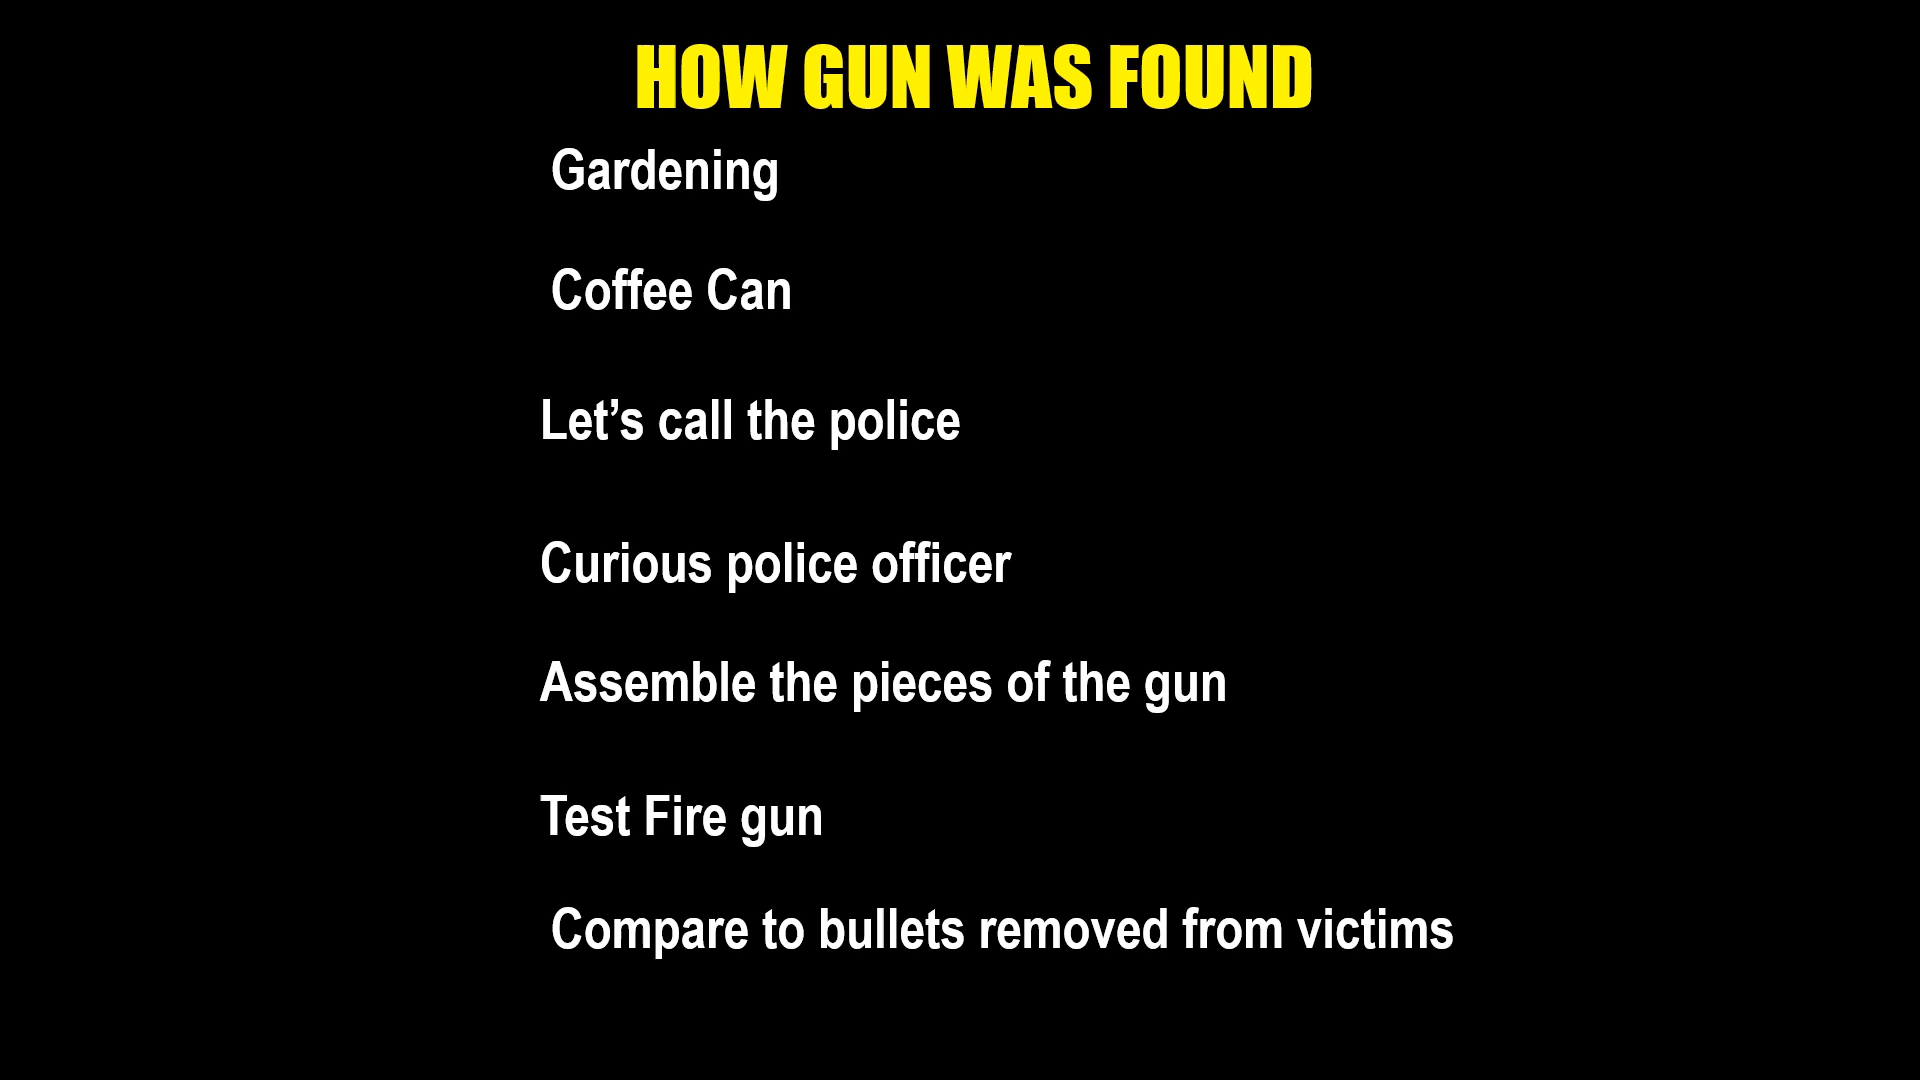 HOW GUN WAS FOUND
Gardening
Coffee Can
Let’s call the police
Curious police officer
Assemble the pieces of the gun
Test Fire gun
Compare to bullets removed from victims